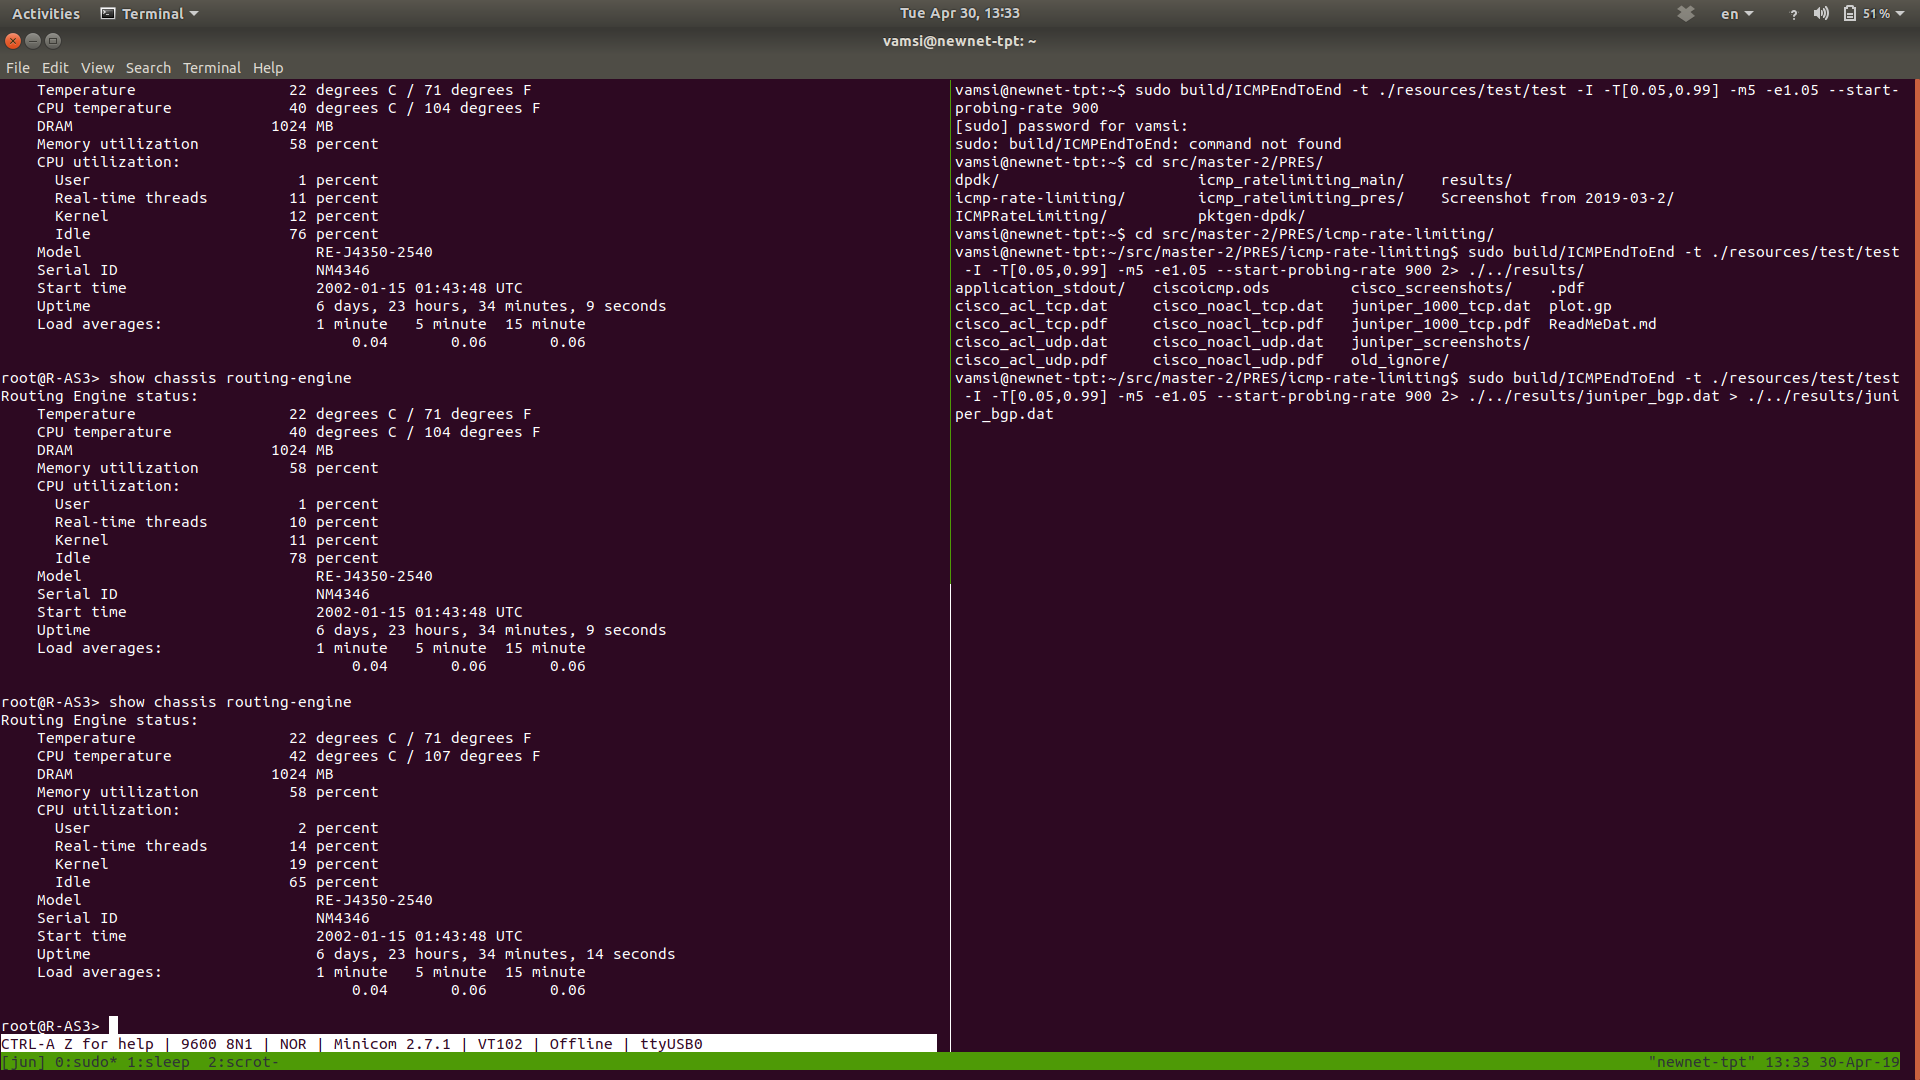 Activities Terminal Tue Apr 30, 13:33 en ? 51%
vamsi@newnet-tpt: ~
File Edit View Search Terminal Help
Temperature 22 degrees C / 71 degrees F
CPU temperature 40 degrees C / 104 degrees F
DRAM 1024 MB
Memory utilization 58 percent
CPU utilization:
User 1 percent
Real-time threads 11 percent
Kernel 12 percent
Idle 76 percent
Model RE-J4350-2540
Serial ID NM4346
Start time 2002-01-15 01:43:48 UTC
Uptime 6 days, 23 hours, 34 minutes, 9 seconds
Load averages: 1 minute 5 minute 15 minute
0.04 0.06 0.06
root@R-AS3> show chassis routing-engine
Routing Engine status:
Temperature 22 degrees C / 71 degrees F
CPU temperature 40 degrees C / 104 degrees F
DRAM 1024 MB
Memory utilization 58 percent
CPU utilization:
User 1 percent
Real-time threads 10 percent
Kernel 11 percent
Idle 78 percent
Model RE-J4350-2540
Serial ID NM4346
Start time 2002-01-15 01:43:48 UTC
Uptime 6 days, 23 hours, 34 minutes, 9 seconds
Load averages: 1 minute 5 minute 15 minute
0.04 0.06 0.06
root@R-AS3> show chassis routing-engine
Routing Engine status:
Temperature 22 degrees C / 71 degrees F
CPU temperature 42 degrees C / 107 degrees F
DRAM 1024 MB
Memory utilization 58 percent
CPU utilization:
User 2 percent
Real-time threads 14 percent
Kernel 19 percent
Idle 65 percent
Model RE-J4350-2540
Serial ID NM4346
Start time 2002-01-15 01:43:48 UTC
Uptime 6 days, 23 hours, 34 minutes, 14 seconds
Load averages: 1 minute 5 minute 15 minute
0.04 0.06 0.06
root@R-AS3>
CTRL-A Z for help | 9600 8N1 | NOR | Minicom 2.7.1 | VT102 | Offline | ttyUSB0
vamsi@newnet-tpt:~$ sudo build/ICMPEndToEnd -t ./resources/test/test -I -T[0.05,0.99] -m5 -e1.05 --start-
probing-rate 900
[sudo] password for vamsi:
sudo: build/ICMPEndToEnd: command not found
vamsi@newnet-tpt:~$ cd src/master-2/PRES/
dpdk/ icmp_ratelimiting_main/ results/
icmp-rate-limiting/ icmp_ratelimiting_pres/ Screenshot from 2019-03-2/
ICMPRateLimiting/ pktgen-dpdk/
vamsi@newnet-tpt:~$ cd src/master-2/PRES/icmp-rate-limiting/
vamsi@newnet-tpt:~/src/master-2/PRES/icmp-rate-limiting$ sudo build/ICMPEndToEnd -t ./resources/test/test
-I -T[0.05,0.99] -m5 -e1.05 --start-probing-rate 900 2> ./../results/
application_stdout/ ciscoicmp.ods cisco_screenshots/ .pdf
cisco_acl_tcp.dat cisco_noacl_tcp.dat juniper_1000_tcp.dat plot.gp
cisco_acl_tcp.pdf cisco_noacl_tcp.pdf juniper_1000_tcp.pdf ReadMeDat.md
cisco_acl_udp.dat cisco_noacl_udp.dat juniper_screenshots/
cisco_acl_udp.pdf cisco_noacl_udp.pdf old_ignore/
vamsi@newnet-tpt:~/src/master-2/PRES/icmp-rate-limiting$ sudo build/ICMPEndToEnd -t ./resources/test/test
-I -T[0.05,0.99] -m5 -e1.05 --start-probing-rate 900 2> ./../results/juniper_bgp.dat > ./../results/juni
per_bgp.dat
[jun] 0:sudo* 1:sleep 2:scrot- "newnet-tpt" 13:33 30-Apr-19